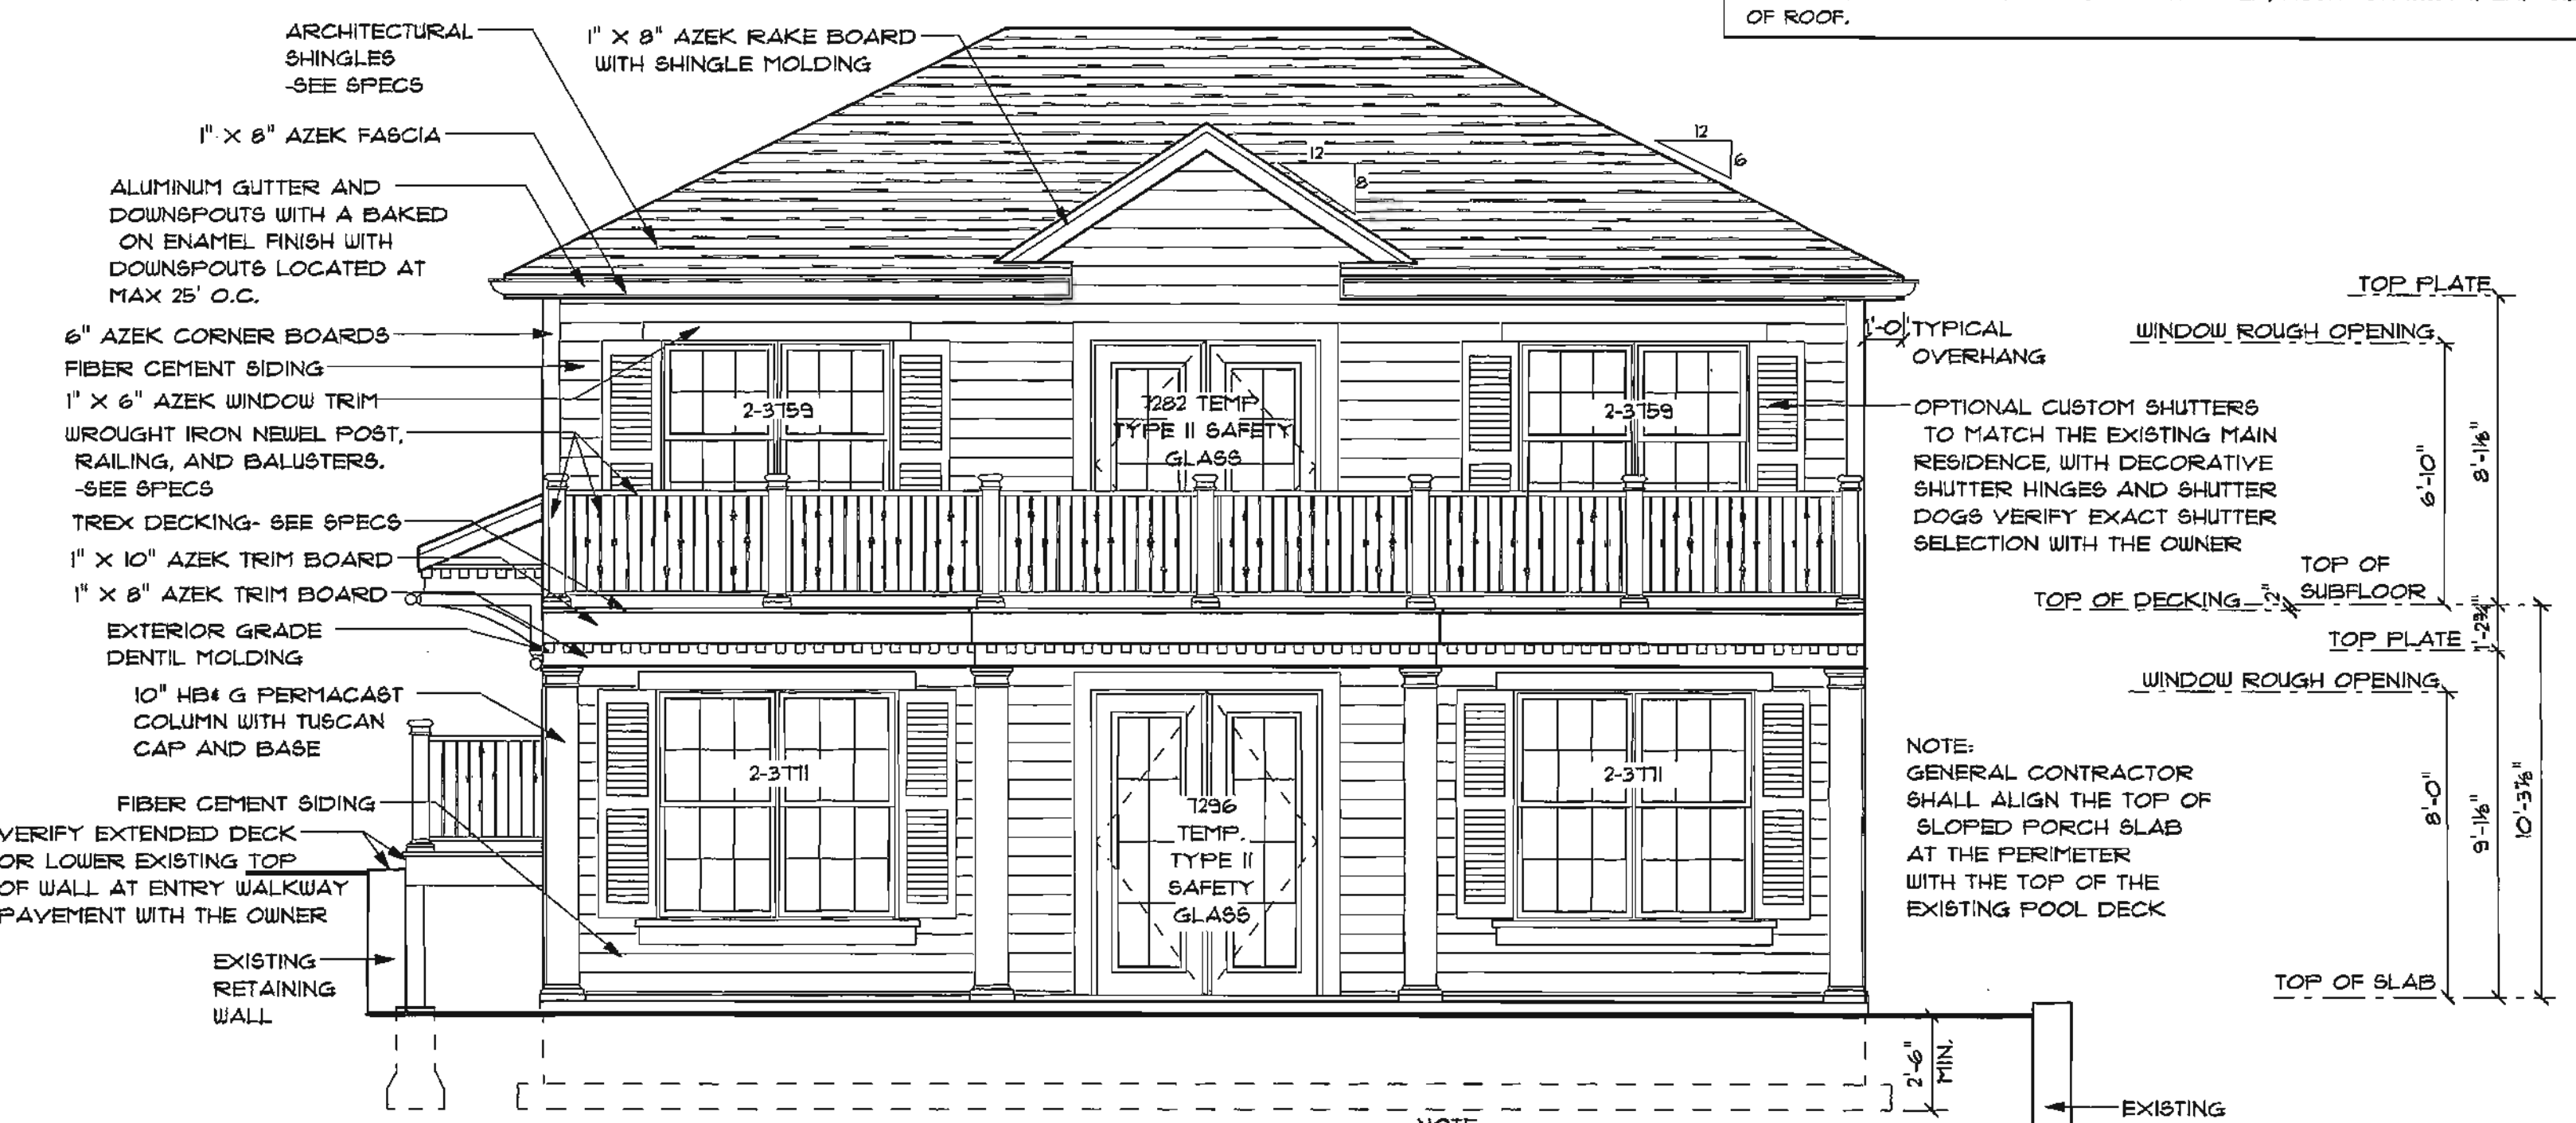 OF ROOF.
ARCHITECTURAL
SHINGLES
-SEE SPECS
1" X 8" AZEK RAKE BOARD
WITH SHINGLE MOLDING
1" X 8" AZEK FASCIA
ALUMINUM GUTTER AND
DOWNSPOUTS WITH A BAKED
ON ENAMEL FINISH WITH
DOWNSPOUTS LOCATED AT
MAX 25' O.C.
6" AZEK CORNER BOARDS
FIBER CEMENT SIDING
1" X 6" AZEK WINDOW TRIM
WROUGHT IRON NEWEL POST,
RAILING, AND BALUSTERS.
-SEE SPECS
TREX DECKING- SEE SPECS
1" X 10" AZEK TRIM BOARD
1" X 8" AZEK TRIM BOARD
EXTERIOR GRADE
DENTIL MOLDING
10" HB& G PERMACAST
COLUMN WITH TUSCAN
CAP AND BASE
FIBER CEMENT SIDING
VERIFY EXTENDED DECK
OR LOWER EXISTING TOP
OF WALL AT ENTRY WALKWAY
PAVEMENT WITH THE OWNER
EXISTING
RETAINING
WALL
12
8
12
6
2-3759
7282 TEMP
TYPE II SAFETY
GLASS
2-3759
2-3771
7296
TEMP.
TYPE II
SAFETY
GLASS
2-3771
1'-0"
TYPICAL
OVERHANG
OPTIONAL CUSTOM SHUTTERS
TO MATCH THE EXISTING MAIN
RESIDENCE, WITH DECORATIVE
SHUTTER HINGES AND SHUTTER
DOGS VERIFY EXACT SHUTTER
SELECTION WITH THE OWNER
NOTE:
GENERAL CONTRACTOR
SHALL ALIGN THE TOP OF
SLOPED PORCH SLAB
AT THE PERIMETER
WITH THE TOP OF THE
EXISTING POOL DECK
TOP PLATE
WINDOW ROUGH OPENING
6'-10"
8'-1⅛"
TOP OF
SUBFLOOR
TOP OF DECKING
2"
1'-2¾"
TOP PLATE
WINDOW ROUGH OPENING
8'-0"
9'-1⅛"
10'-3⅞"
TOP OF SLAB
2'-6"
MIN.
EXISTING
NOTE